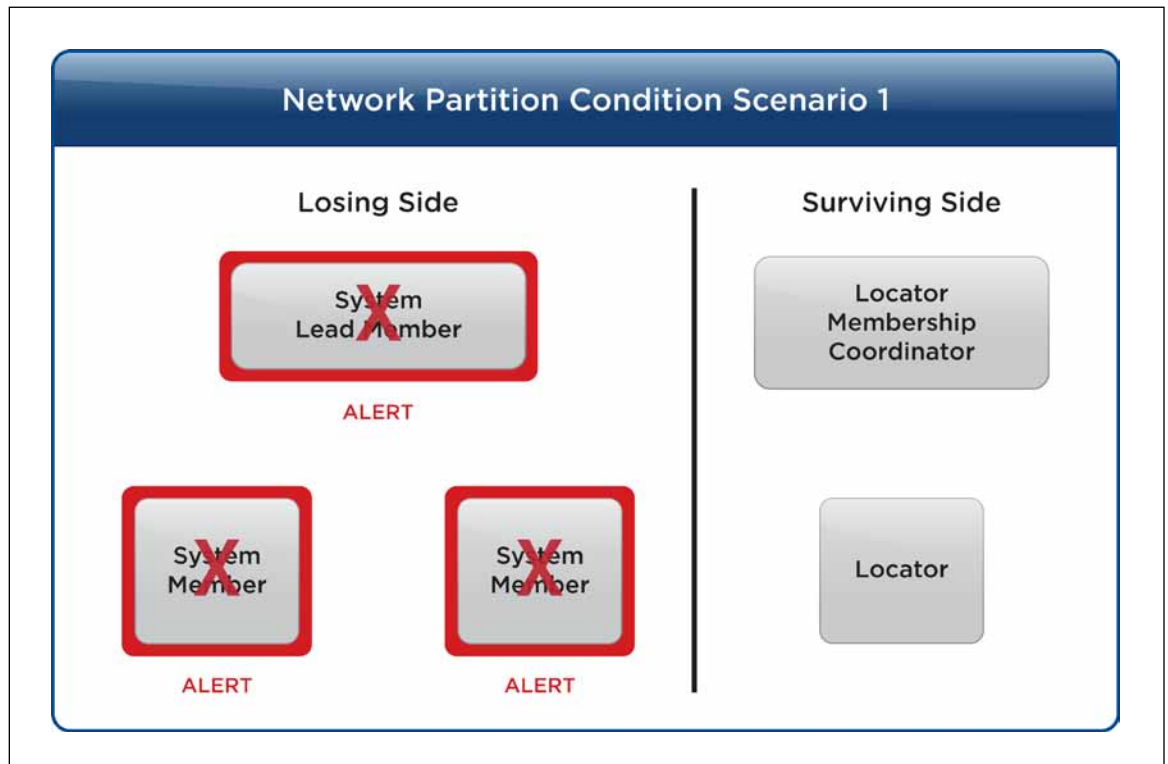 Network Partition Condition Scenario 1
Losing Side
System
Lead Member
X
ALERT
System
Member
X
ALERT
System
Member
X
ALERT
Surviving Side
Locator
Membership
Coordinator
Locator